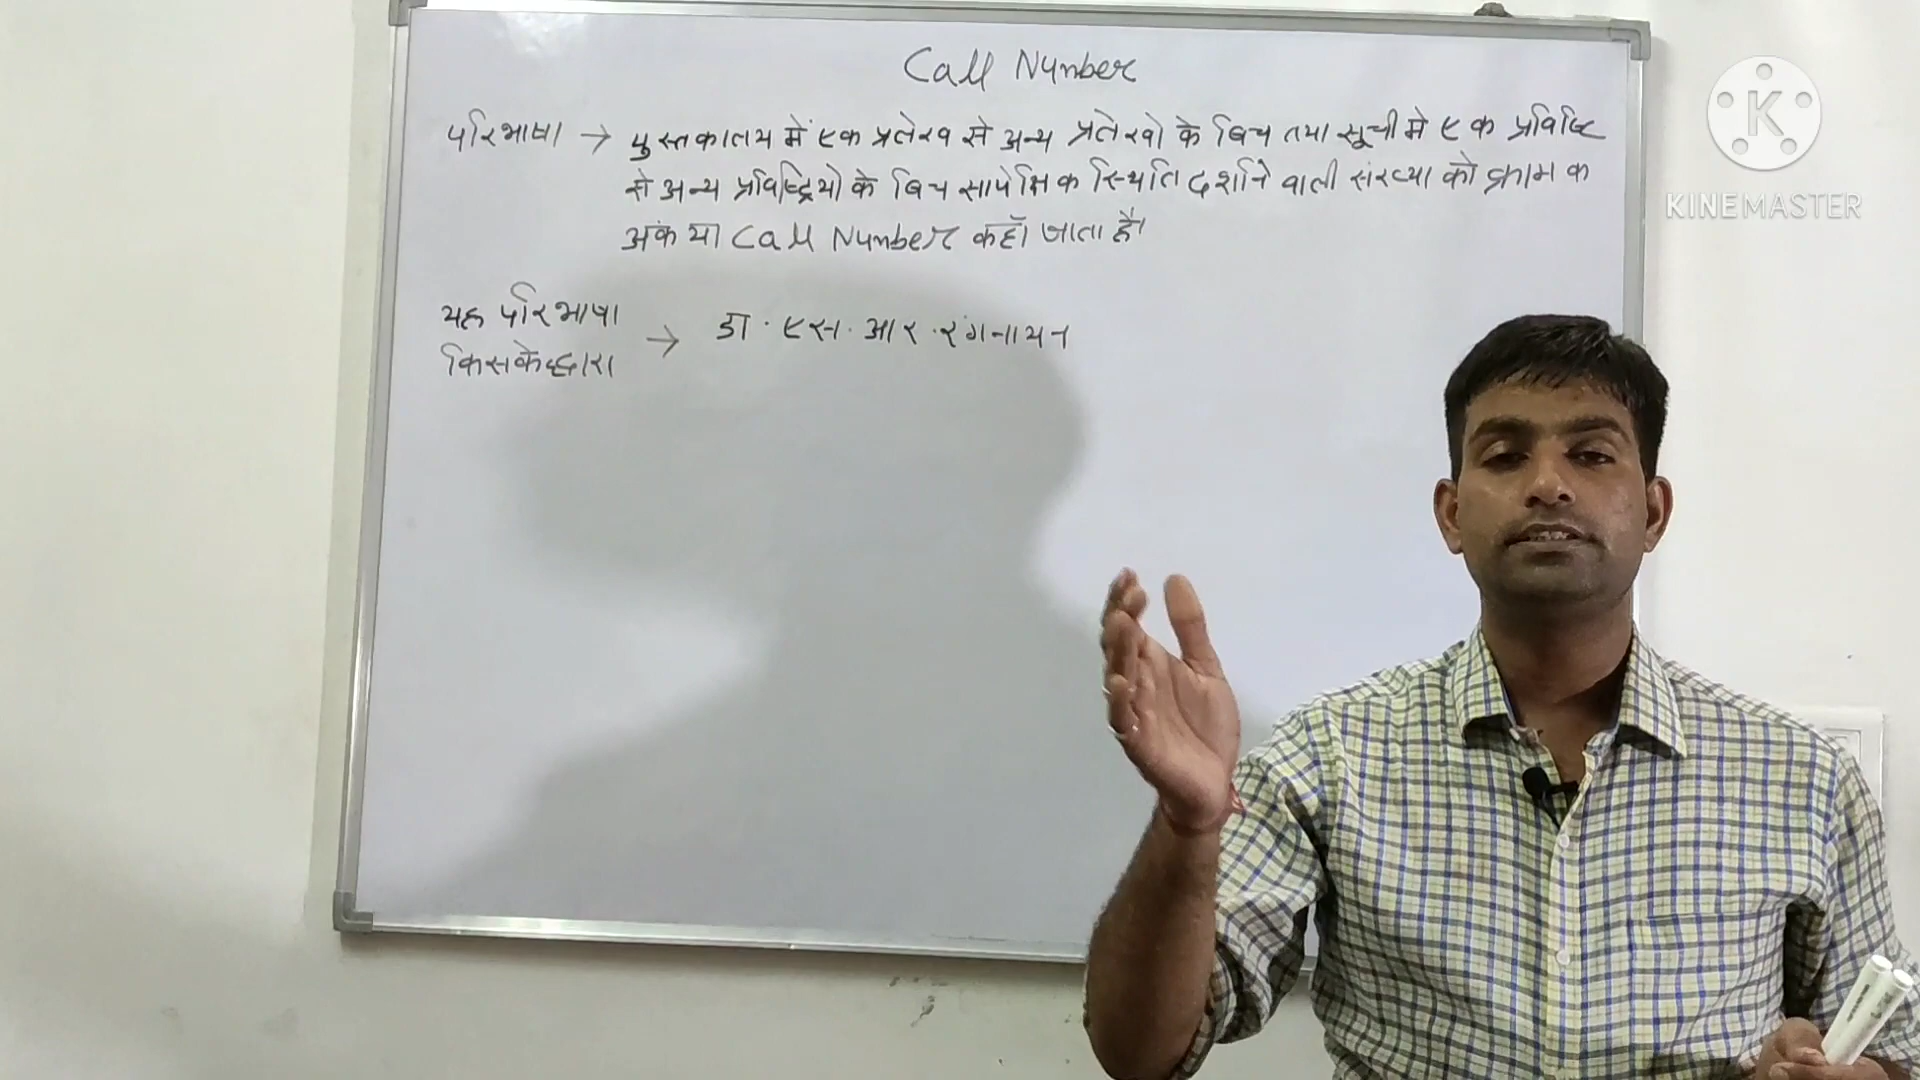 Call Number
परिभाषा → पुस्तकालय में एक प्रलेख से अन्य प्रलेखो के बिच तथा सूची मे एक प्रविष्टि
से अन्य प्रविष्ट्रियो के बिच सापेक्षिक स्थिति दर्शाने वाली संख्या को क्रामक
अंक या Call Number कहाँ जाता है।
यह परिभाषा
किसके द्धारा → डा. एस. आर. रंगनाथन
K
KINEMASTER